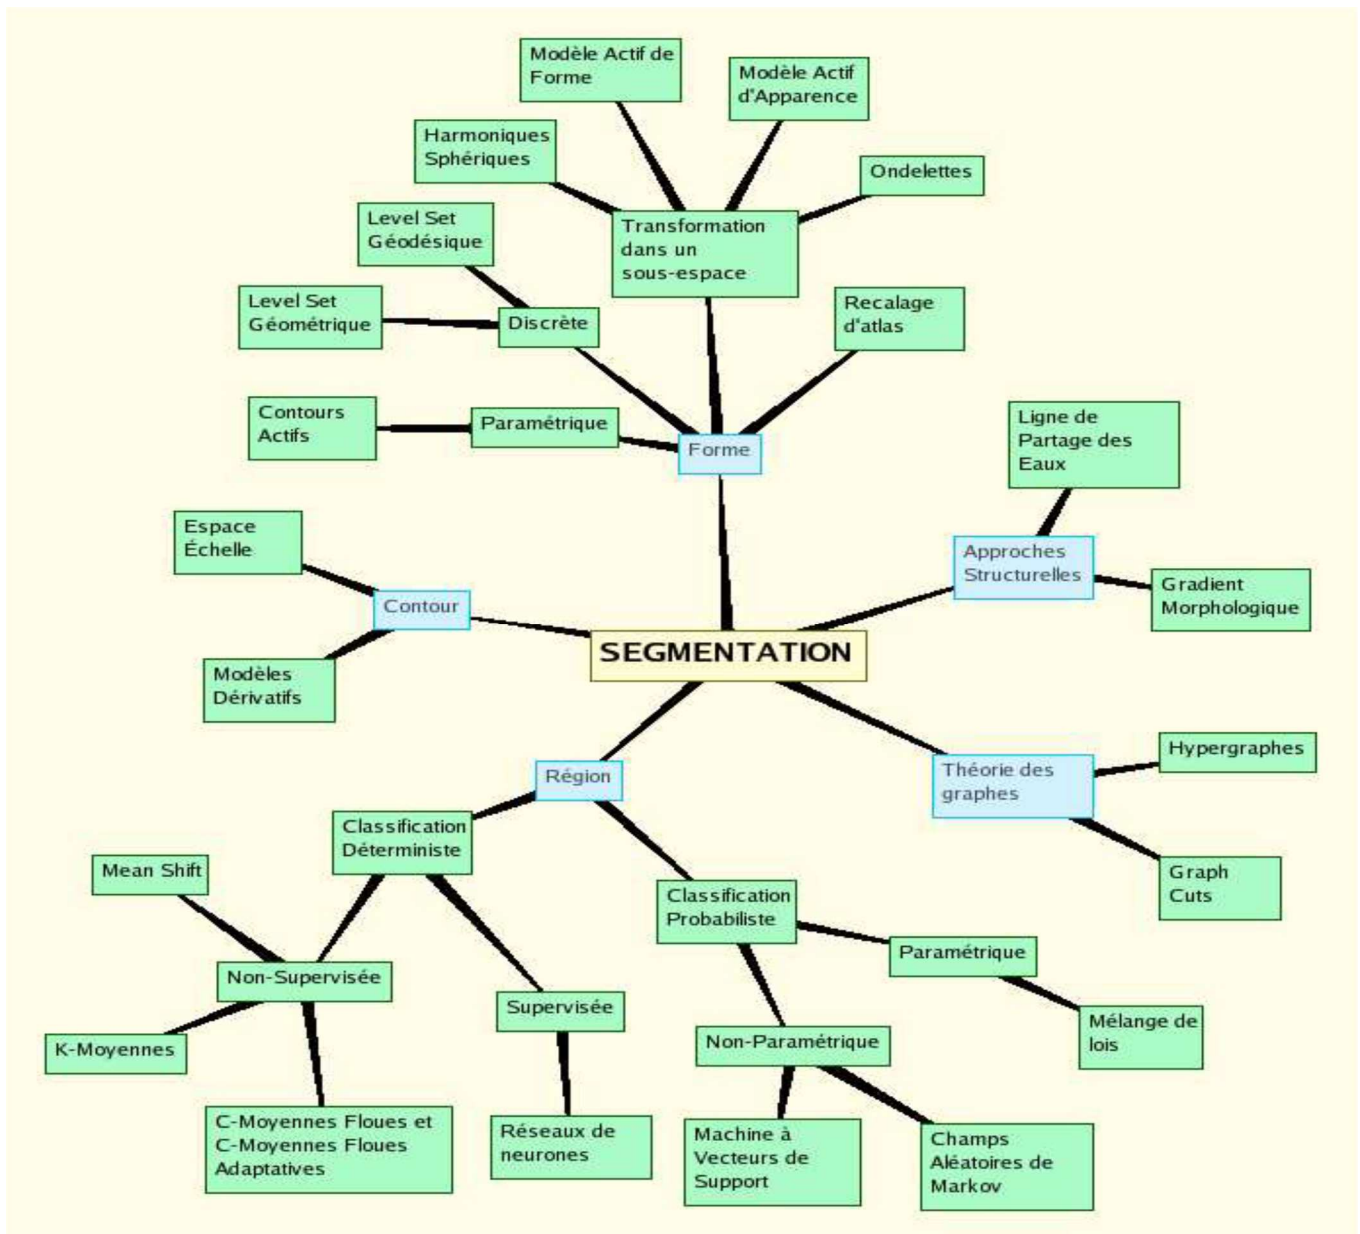 Modèle Actif de
Forme
Modèle Actif
d'Apparence
Harmoniques
Sphériques
Ondelettes
Level Set
Géodésique
Transformation
dans un
sous-espace
Level Set
Géométrique
Discrète
Recalage
d'atlas
Contours
Actifs
Paramétrique
Forme
Ligne de
Partage des
Eaux
Espace
Échelle
Approches
Structurelles
Gradient
Morphologique
Contour
SEGMENTATION
Modèles
Dérivatifs
Hypergraphes
Région
Théorie des
graphes
Classification
Déterministe
Mean Shift
Graph
Cuts
Classification
Probabiliste
Paramétrique
Non-Supervisée
Supervisée
Mélange de
lois
K-Moyennes
Non-Paramétrique
C-Moyennes Floues et
C-Moyennes Floues
Adaptatives
Réseaux de
neurones
Machine à
Vecteurs de
Support
Champs
Aléatoires de
Markov